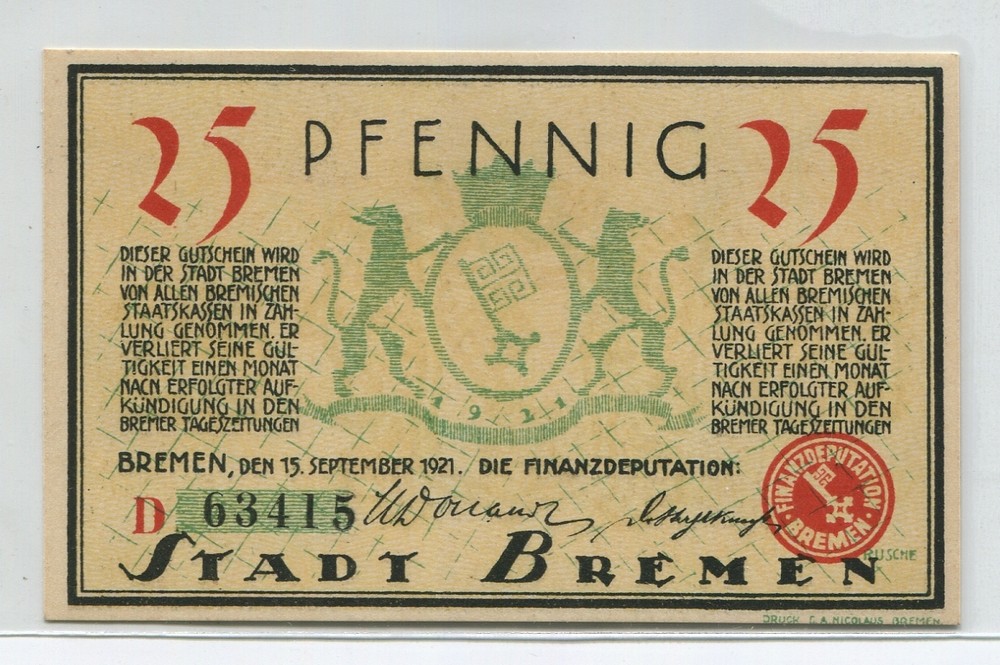 25 PFENNIG 25
DIESER GUTSCHEIN WIRD
IN DER STADT BREMEN
VON ALLEN BREMISCHEN
STAATSKASSEN IN ZAH-
LUNG GENOMMEN. ER
VERLIERT SEINE GÜL-
TIGKEIT EINEN MONAT
NACH ERFOLGTER AUF-
KÜNDIGUNG IN DEN
BREMER TAGESZEITUNGEN
1921
DIESER GUTSCHEIN WIRD
IN DER STADT BREMEN
VON ALLEN BREMISCHEN
STAATSKASSEN IN ZAH-
LUNG GENOMMEN. ER
VERLIERT SEINE GÜL-
TIGKEIT EINEN MONAT
NACH ERFOLGTER AUF-
KÜNDIGUNG IN DEN
BREMER TAGESZEITUNGEN
BREMEN, DEN 15. SEPTEMBER 1921. DIE FINANZDEPUTATION:
D 63415
FINANZDEPUTATION
BREMEN
STADT BREMEN
DRUCK G.A. NICOLAUS BREMEN